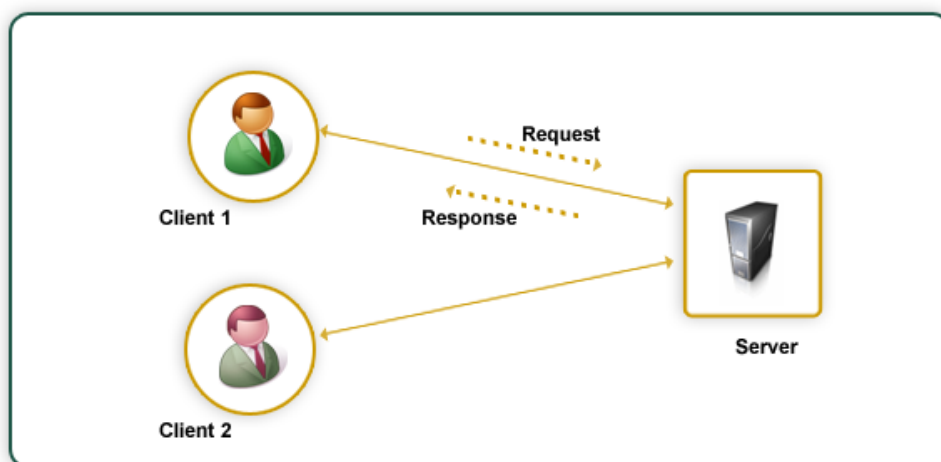 Request
Response
Client 1
Server
Client 2